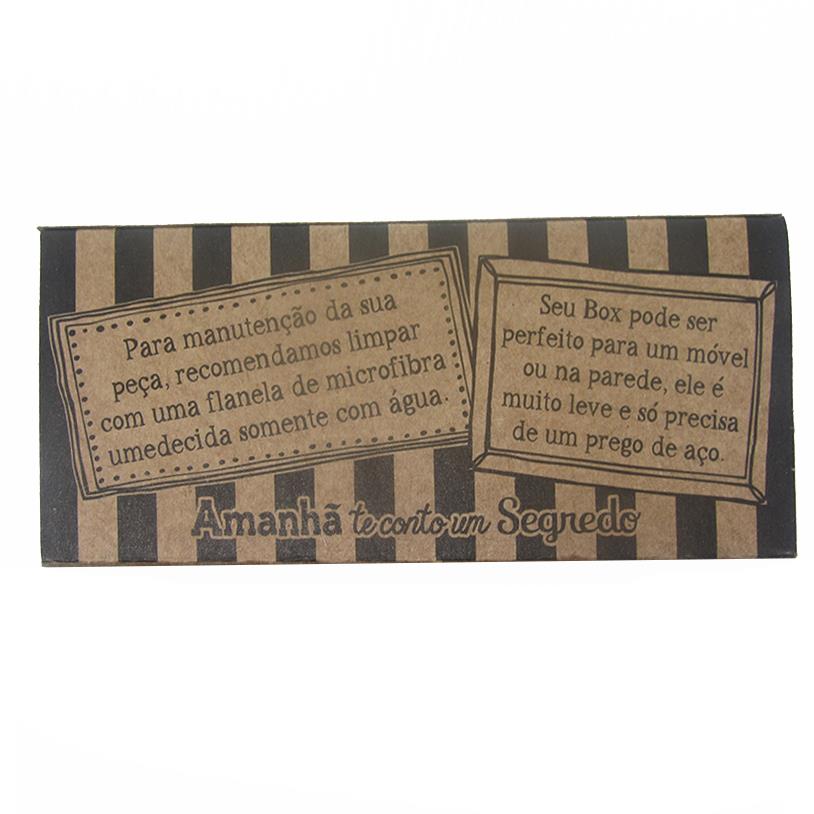 Para manutenção da sua
peça, recomendamos limpar
com uma flanela de microfibra
umedecida somente com água.
Seu Box pode ser
perfeito para um móvel
ou na parede, ele é
muito leve e só precisa
de um prego de aço.
Amanhã te conto um Segredo